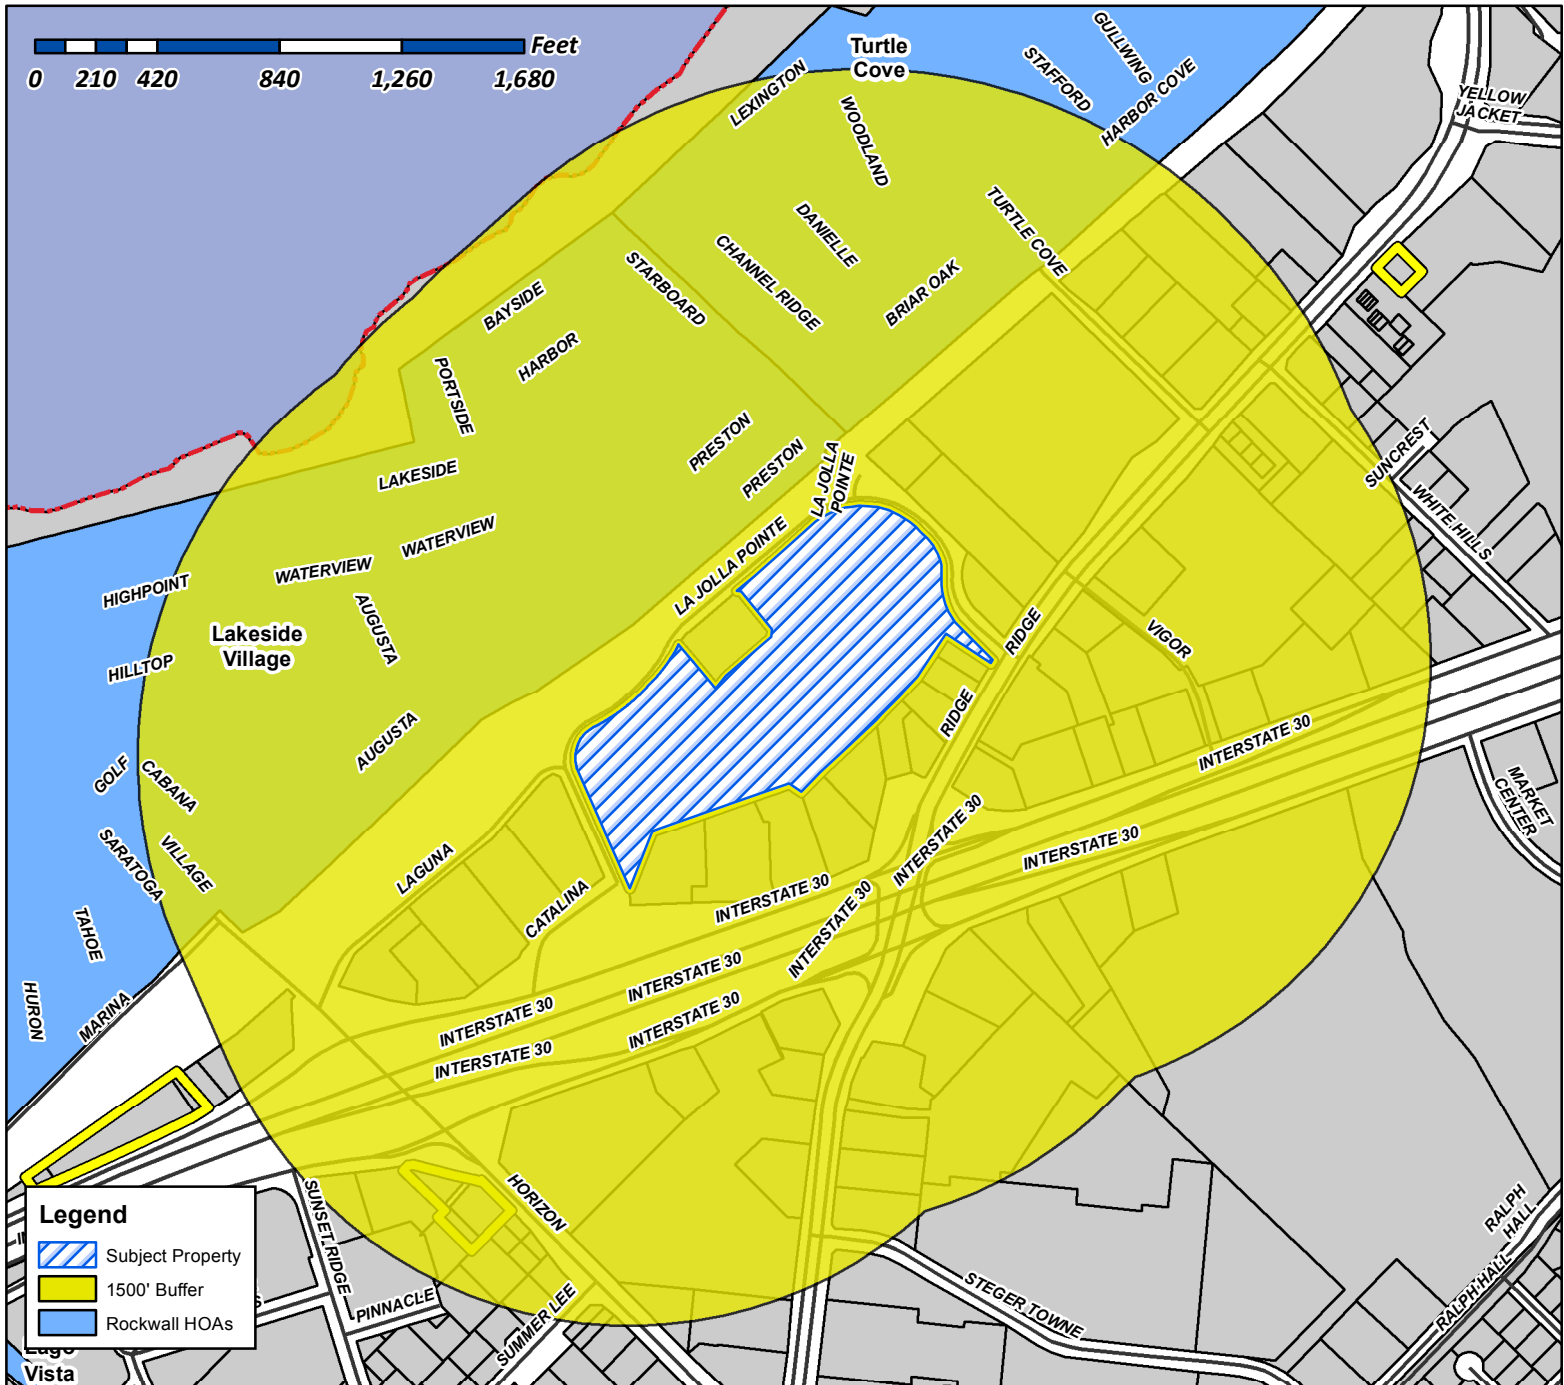 Feet
0 210 420 840 1,260 1,680
Turtle
Cove
GULLWING
STAFFORD
HARBOR COVE
YELLOW
JACKET
LEXINGTON
WOODLAND
DANIELLE
TURTLE COVE
CHANNEL RIDGE
STARBOARD
BRIAR OAK
BAYSIDE
HARBOR
PORTSIDE
PRESTON
PRESTON
LA JOLLA
POINTE
LAKESIDE
SUNCREST
WHITE HILLS
WATERVIEW
WATERVIEW
LA JOLLA POINTE
HIGHPOINT
AUGUSTA
Lakeside
Village
HILLTOP
RIDGE
VIGOR
RIDGE
AUGUSTA
INTERSTATE 30
GOLF
CABANA
MARKET
CENTER
SARATOGA
VILLAGE
LAGUNA
CATALINA
INTERSTATE 30
INTERSTATE 30
INTERSTATE 30
INTERSTATE 30
TAHOE
HURON
MARINA
INTERSTATE 30
INTERSTATE 30
INTERSTATE 30
INTERSTATE 30
HORIZON
SUNSET RIDGE
PINNACLE
SUMMER LEE
STEGER TOWNE
RALPH
HALL
RALPH HALL
Legend
Subject Property
1500' Buffer
Rockwall HOAs
Vista